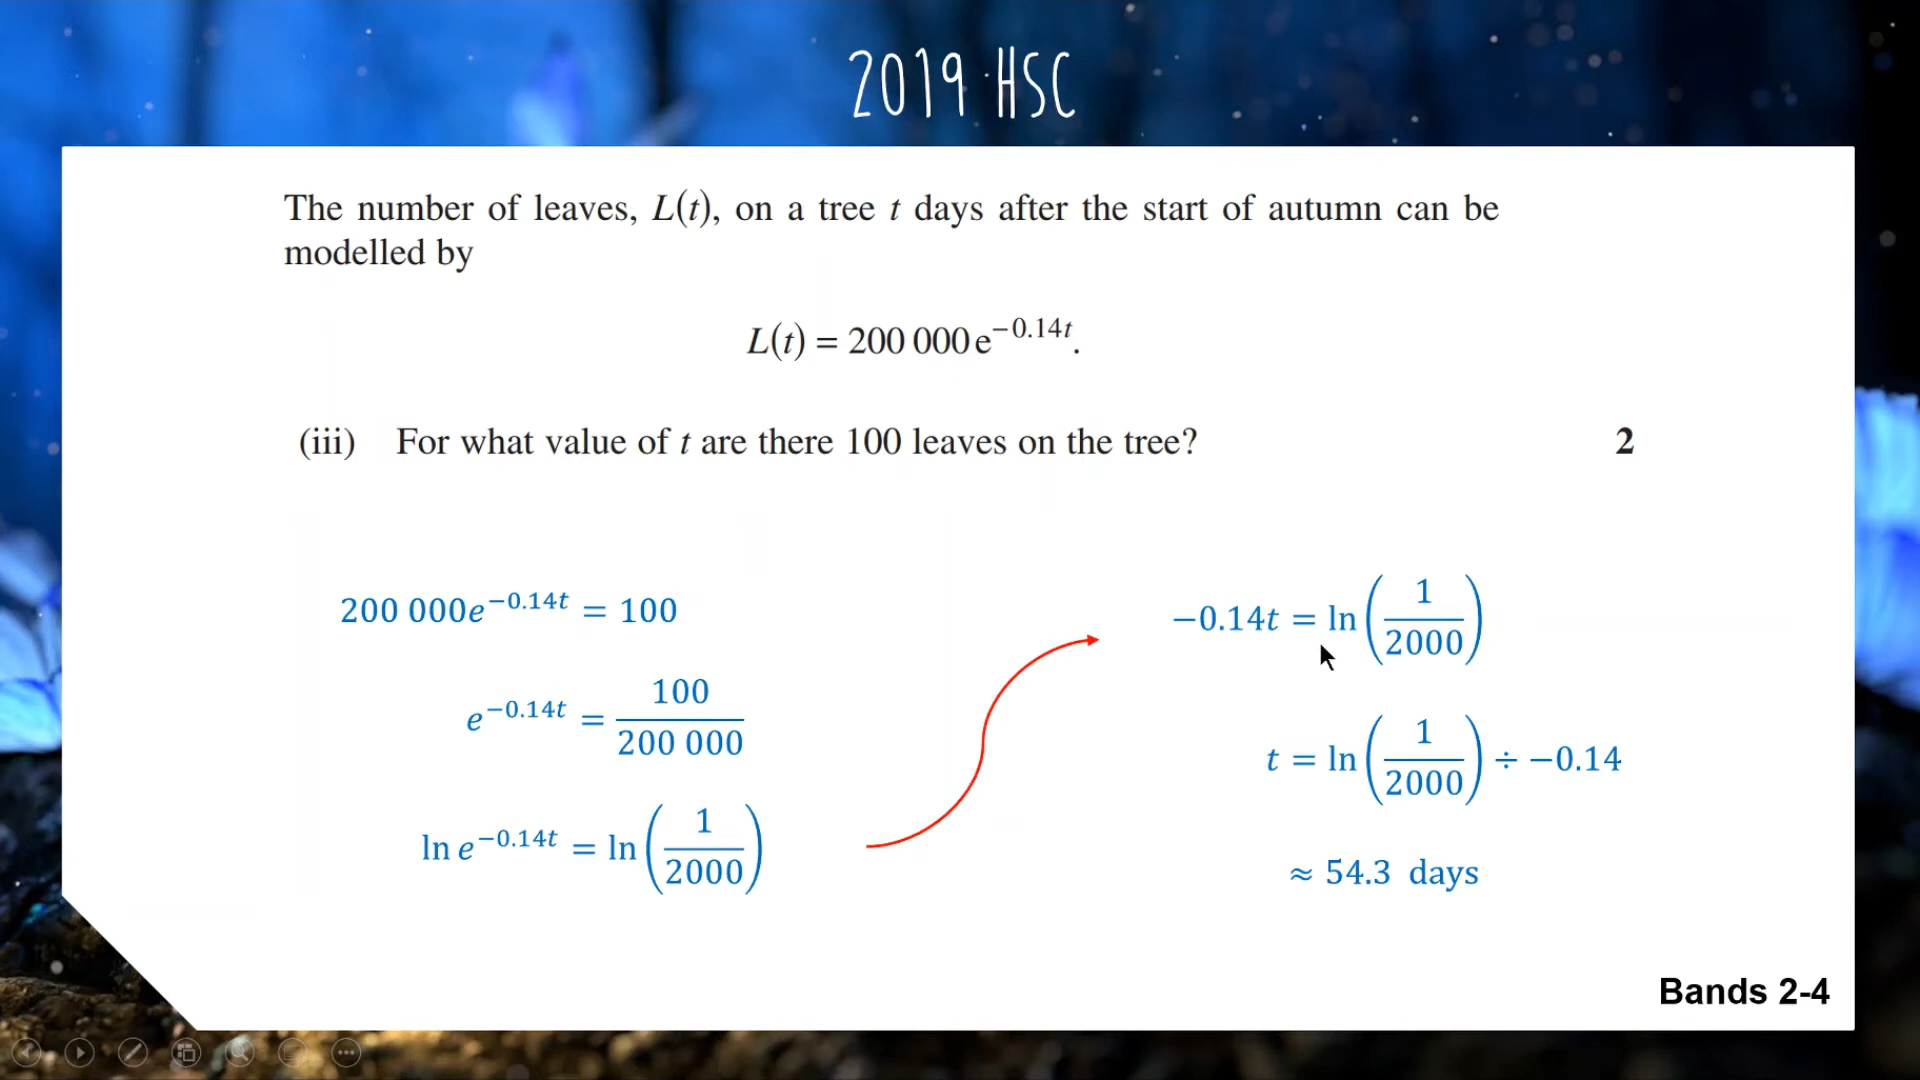 2019 HSC
The number of leaves, L(t), on a tree t days after the start of autumn can be
modelled by
L(t) = 200 000 e^{−0.14t}.
(iii) For what value of t are there 100 leaves on the tree? 2
200 000e^{−0.14t} = 100
e^{−0.14t} = 100/200 000
ln e^{−0.14t} = ln(1/2000)
−0.14t = ln(1/2000)
t = ln(1/2000) ÷ −0.14
≈ 54.3 days
Bands 2-4